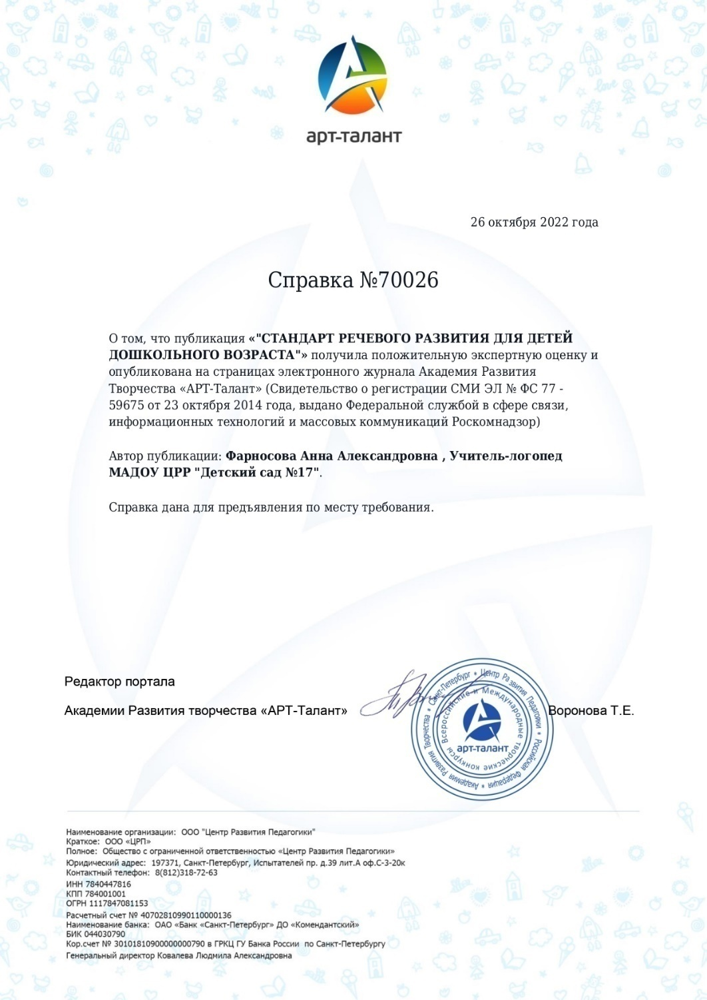 арт-талант
26 октября 2022 года
Справка №70026
О том, что публикация «"СТАНДАРТ РЕЧЕВОГО РАЗВИТИЯ ДЛЯ ДЕТЕЙ
ДОШКОЛЬНОГО ВОЗРАСТА"» получила положительную экспертную оценку и
опубликована на страницах электронного журнала Академия Развития
Творчества «АРТ-Талант» (Свидетельство о регистрации СМИ ЭЛ № ФС 77 -
59675 от 23 октября 2014 года, выдано Федеральной службой в сфере связи,
информационных технологий и массовых коммуникаций Роскомнадзор)
Автор публикации: Фарносова Анна Александровна , Учитель-логопед
МАДОУ ЦРР "Детский сад №17".
Справка дана для предъявления по месту требования.
Редактор портала
Академии Развития творчества «АРТ-Талант»
Воронова Т.Е.
Санкт-Петербург * Центр Развития Педагогики * Российская Федерация * Академия Развития Творчества *
Всероссийские и Международные творческие конкурсы
арт-талант
Наименование организации: ООО "Центр Развития Педагогики"
Краткое: ООО «ЦРП»
Полное: Общество с ограниченной ответственностью «Центр Развития Педагогики»
Юридический адрес: 197371, Санкт-Петербург, Испытателей пр. д.39 лит.А оф.С-3-20к
Контактный телефон: 8(812)318-72-63
ИНН 7840447816
КПП 784001001
ОГРН 1117847081153
Расчетный счет № 40702810990110000136
Наименование банка: ОАО «Банк «Санкт-Петербург» ДО «Комендантский»
БИК 044030790
Кор.счет № 30101810900000000790 в ГРКЦ ГУ Банка России по Санкт-Петербургу
Генеральный директор Ковалева Людмила Александровна